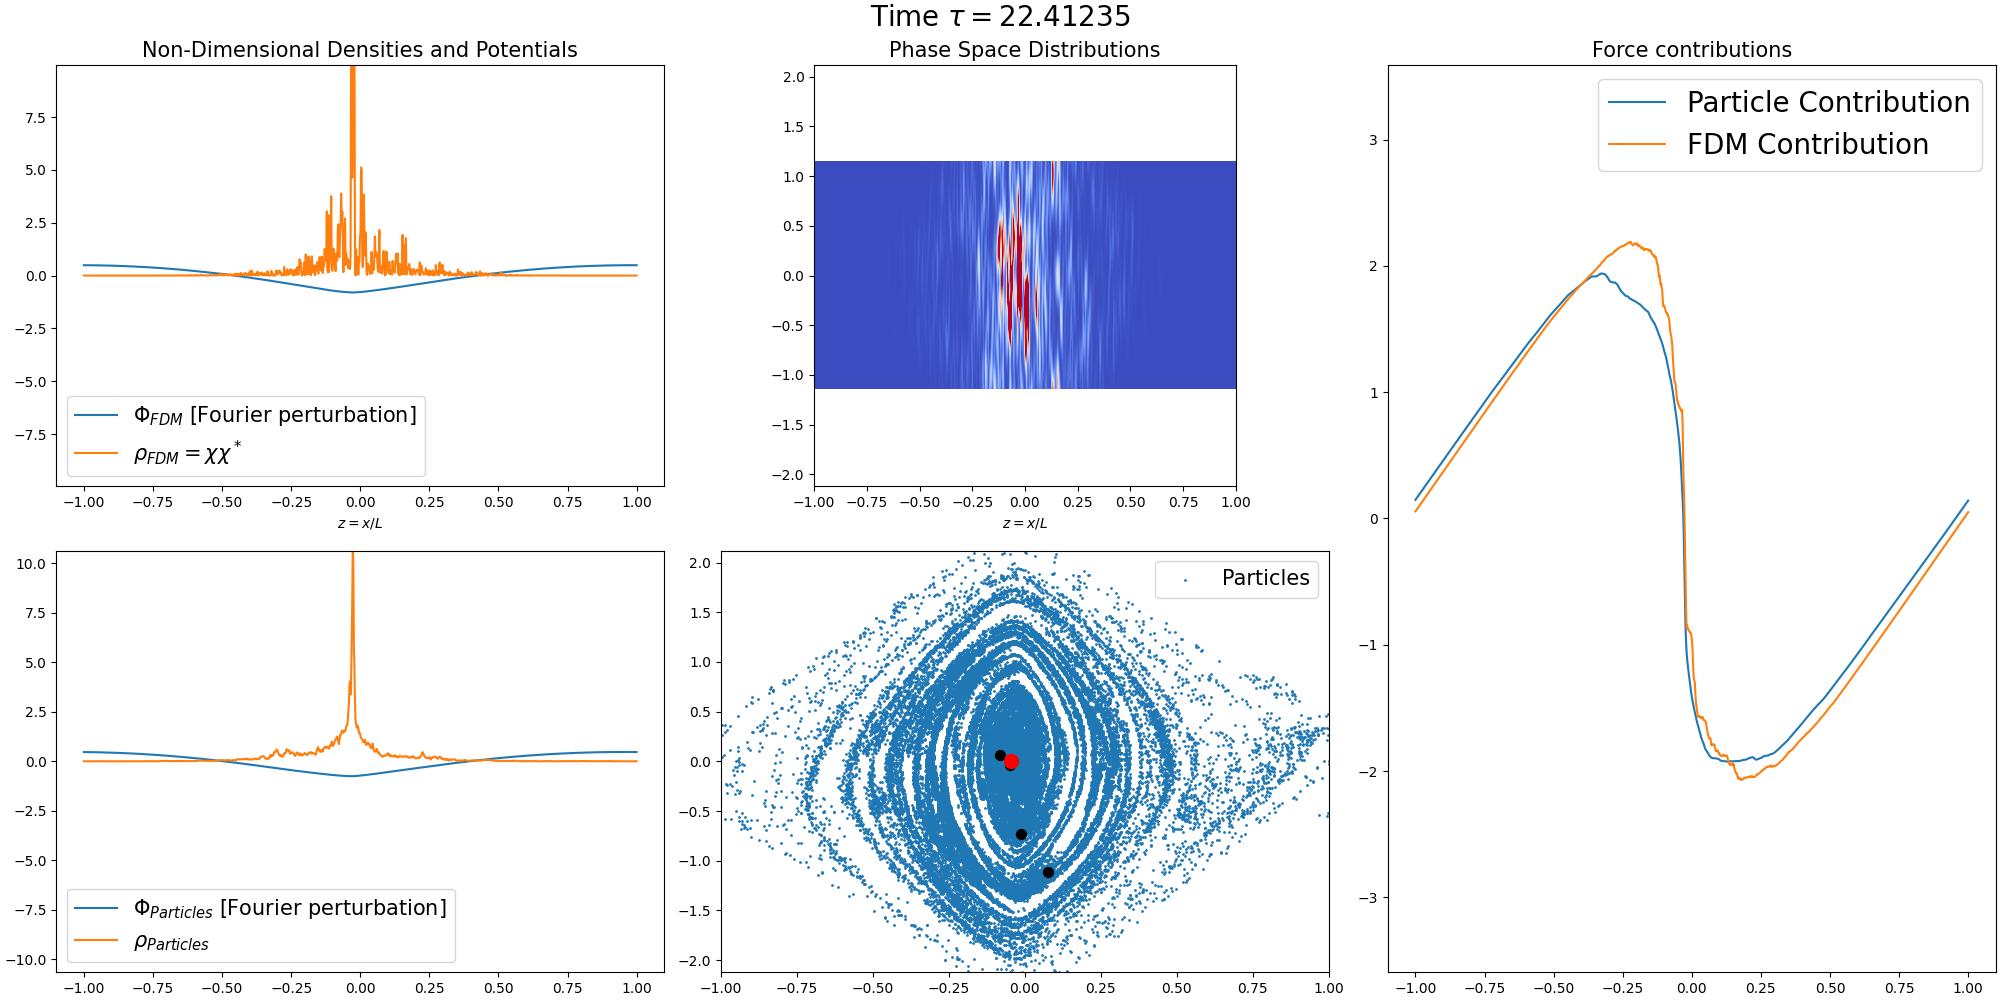 Time τ = 22.41235
Non-Dimensional Densities and Potentials
7.5
5.0
2.5
0.0
−2.5
−5.0
−7.5
Φ_FDM [Fourier perturbation]
ρ_FDM = χχ*
−1.00 −0.75 −0.50 −0.25 0.00 0.25 0.50 0.75 1.00
z = x/L
Phase Space Distributions
2.0
1.5
1.0
0.5
0.0
−0.5
−1.0
−1.5
−2.0
−1.00 −0.75 −0.50 −0.25 0.00 0.25 0.50 0.75 1.00
z = x/L
Force contributions
Particle Contribution
FDM Contribution
3
2
1
0
−1
−2
−3
−1.00 −0.75 −0.50 −0.25 0.00 0.25 0.50 0.75 1.00
10.0
7.5
5.0
2.5
0.0
−2.5
−5.0
−7.5
−10.0
Φ_Particles [Fourier perturbation]
ρ_Particles
−1.00 −0.75 −0.50 −0.25 0.00 0.25 0.50 0.75 1.00
Particles
2.0
1.5
1.0
0.5
0.0
−0.5
−1.0
−1.5
−2.0
−1.00 −0.75 −0.50 −0.25 0.00 0.25 0.50 0.75 1.00